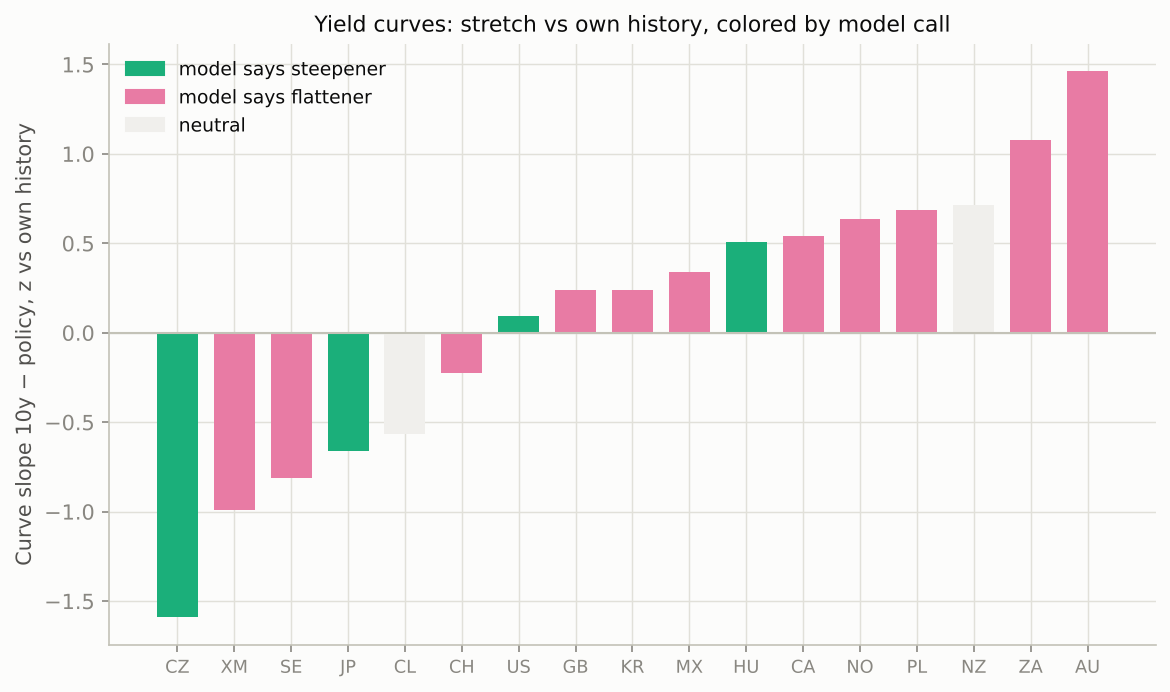 Yield curves: stretch vs own history, colored by model call
model says steepener
model says flattener
neutral
Curve slope 10y − policy, z vs own history
1.5
1.0
0.5
0.0
−0.5
−1.0
−1.5
CZ XM SE JP CL CH US GB KR MX HU CA NO PL NZ ZA AU